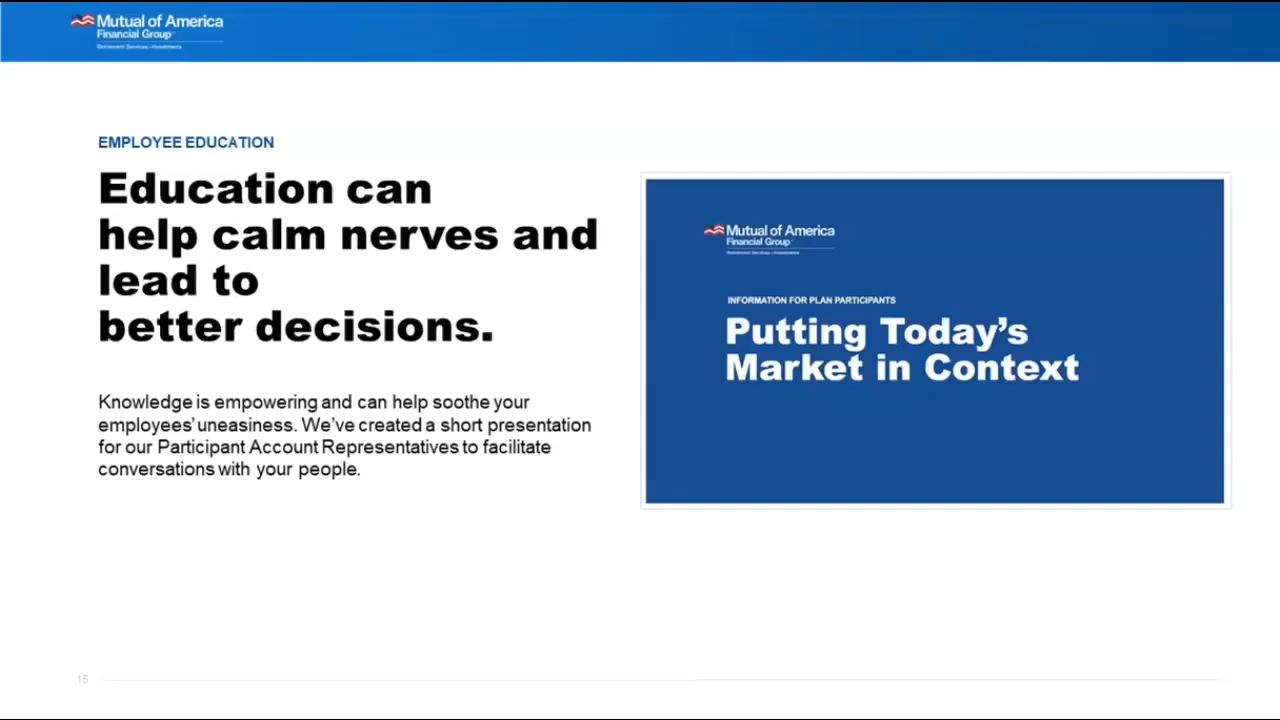 Mutual of America
Financial Group
Retirement Services • Investments
EMPLOYEE EDUCATION
Education can
help calm nerves and
lead to
better decisions.
Knowledge is empowering and can help soothe your
employees' uneasiness. We've created a short presentation
for our Participant Account Representatives to facilitate
conversations with your people.
Mutual of America
Financial Group
Retirement Services • Investments
INFORMATION FOR PLAN PARTICIPANTS
Putting Today's
Market in Context
15